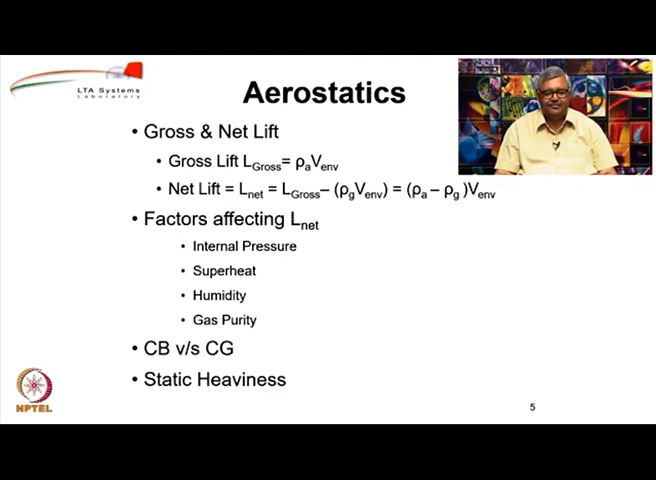 LTA Systems
Laboratory
Aerostatics
• Gross & Net Lift
• Gross Lift L_Gross= ρ_aV_env
• Net Lift = L_net = L_Gross– (ρ_gV_env) = (ρ_a – ρ_g )V_env
• Factors affecting L_net
• Internal Pressure
• Superheat
• Humidity
• Gas Purity
• CB v/s CG
• Static Heaviness
NPTEL
5